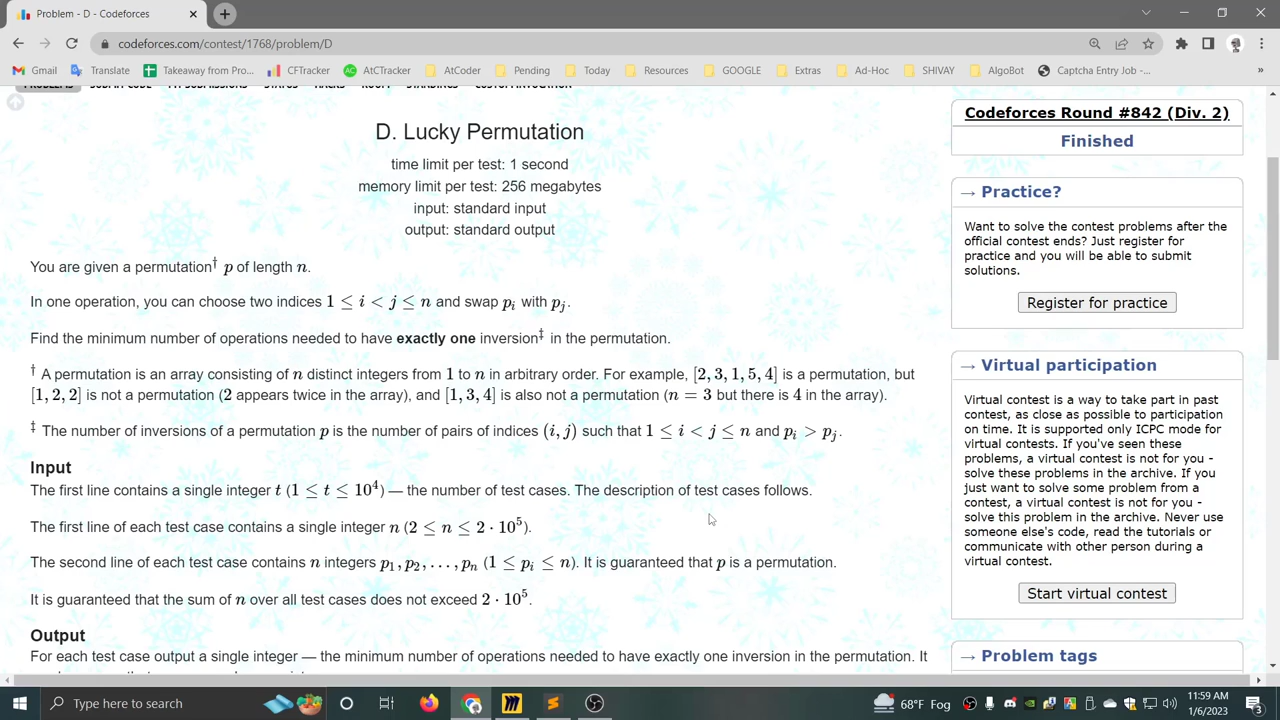 Problem - D - Codeforces
codeforces.com/contest/1768/problem/D
Gmail Translate Takeaway from Pro... CFTracker AtCTracker AtCoder Pending Today Resources GOOGLE Extras Ad-Hoc SHIVAY AlgoBot Captcha Entry Job -... »
D. Lucky Permutation
time limit per test: 1 second
memory limit per test: 256 megabytes
input: standard input
output: standard output
You are given a permutation† p of length n.
In one operation, you can choose two indices 1 ≤ i < j ≤ n and swap pᵢ with pⱼ.
Find the minimum number of operations needed to have exactly one inversion‡ in the permutation.
† A permutation is an array consisting of n distinct integers from 1 to n in arbitrary order. For example, [2, 3, 1, 5, 4] is a permutation, but
[1, 2, 2] is not a permutation (2 appears twice in the array), and [1, 3, 4] is also not a permutation (n = 3 but there is 4 in the array).
‡ The number of inversions of a permutation p is the number of pairs of indices (i, j) such that 1 ≤ i < j ≤ n and pᵢ > pⱼ.
Input
The first line contains a single integer t (1 ≤ t ≤ 10⁴) — the number of test cases. The description of test cases follows.
The first line of each test case contains a single integer n (2 ≤ n ≤ 2 · 10⁵).
The second line of each test case contains n integers p₁, p₂, . . . , pₙ (1 ≤ pᵢ ≤ n). It is guaranteed that p is a permutation.
It is guaranteed that the sum of n over all test cases does not exceed 2 · 10⁵.
Output
For each test case output a single integer — the minimum number of operations needed to have exactly one inversion in the permutation. It
Codeforces Round #842 (Div. 2)
Finished
→ Practice?
Want to solve the contest problems after the
official contest ends? Just register for
practice and you will be able to submit
solutions.
Register for practice
→ Virtual participation
Virtual contest is a way to take part in past
contest, as close as possible to participation
on time. It is supported only ICPC mode for
virtual contests. If you've seen these
problems, a virtual contest is not for you -
solve these problems in the archive. If you
just want to solve some problem from a
contest, a virtual contest is not for you -
solve this problem in the archive. Never use
someone else's code, read the tutorials or
communicate with other person during a
virtual contest.
Start virtual contest
→ Problem tags
Type here to search
68°F Fog
11:59 AM
1/6/2023
3